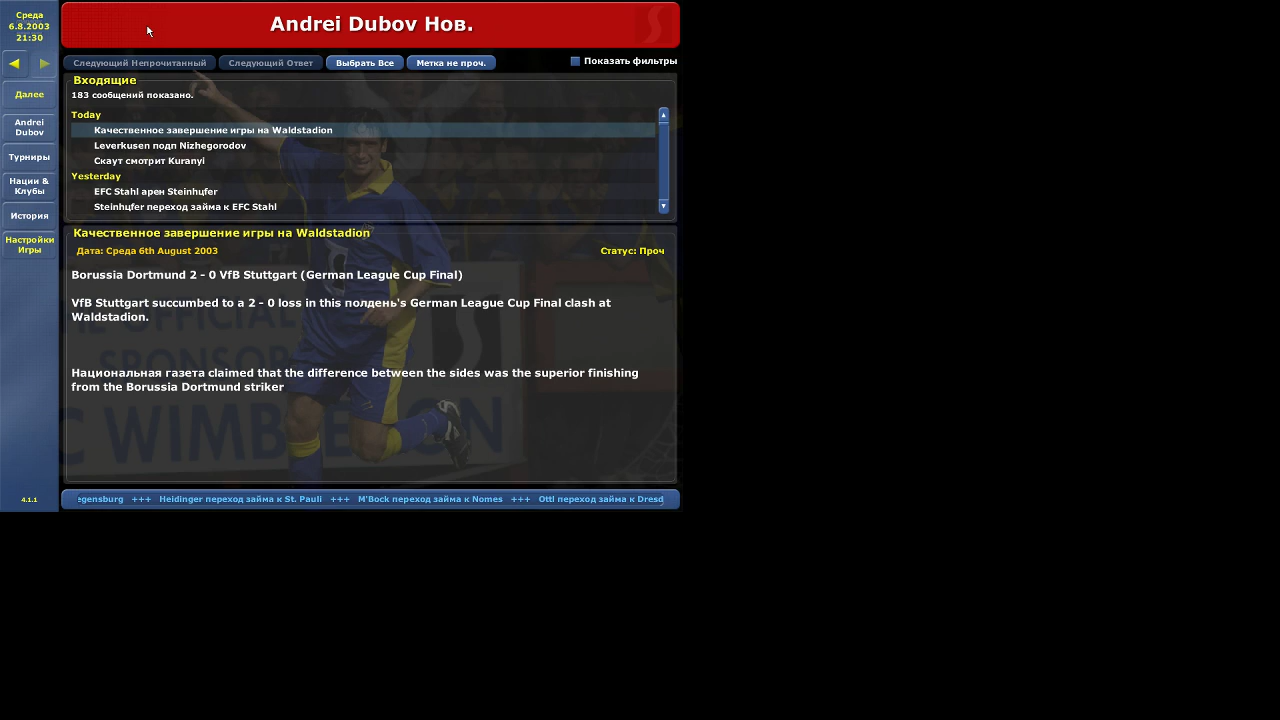 Среда
6.8.2003
21:30
Andrei Dubov Нов.
Следующий Непрочитанный
Следующий Ответ
Выбрать Все
Метка не проч.
Показать фильтры
Далее
Andrei
Dubov
Турниры
Нации &
Клубы
История
Настройки
Игры
4.1.1
Входящие
183 сообщений показано.
Today
Качественное завершение игры на Waldstadion
Leverkusen подп Nizhegorodov
Скаут смотрит Kuranyi
Yesterday
EFC Stahl арен Steinhцfer
Steinhцfer переход займа к EFC Stahl
Качественное завершение игры на Waldstadion
Дата: Среда 6th August 2003
Статус: Проч
Borussia Dortmund 2 - 0 VfB Stuttgart (German League Cup Final)
VfB Stuttgart succumbed to a 2 - 0 loss in this полдень's German League Cup Final clash at
Waldstadion.
Национальная газета claimed that the difference between the sides was the superior finishing
from the Borussia Dortmund striker
OFFICIAL
SPONSOR
C WIMBLEDON
egensburg +++ Heidinger переход займа к St. Pauli +++ M'Bock переход займа к Nomes +++ Ottl переход займа к Dresd